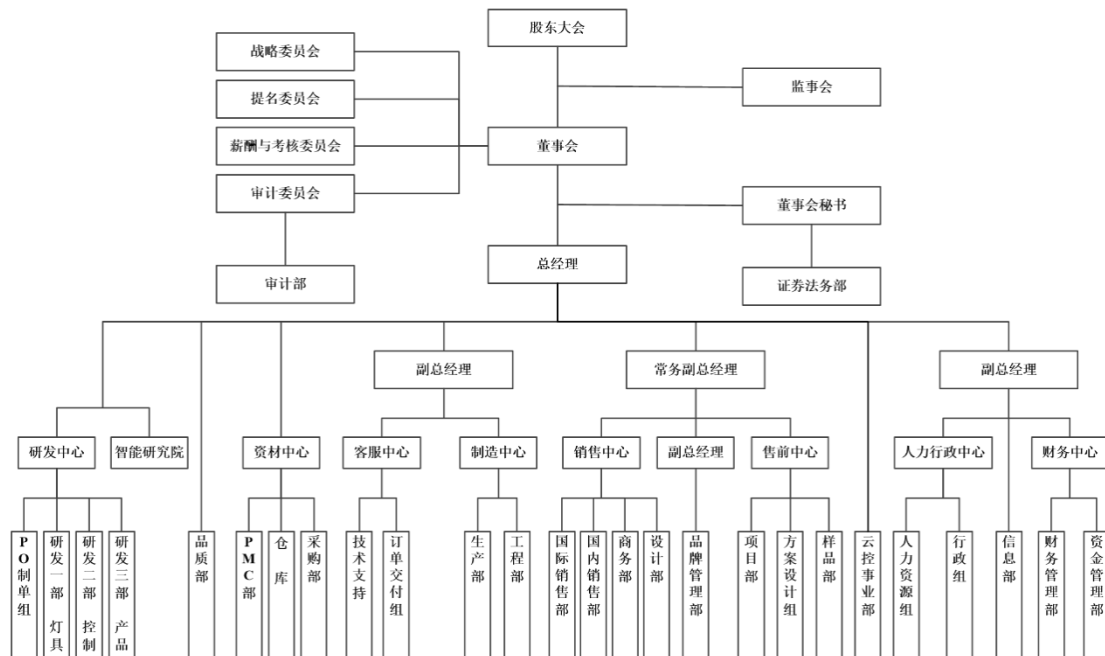 股东大会
战略委员会
监事会
提名委员会
薪酬与考核委员会
董事会
审计委员会
董事会秘书
总经理
审计部
证券法务部
副总经理
常务副总经理
副总经理
研发中心
智能研究院
资材中心
客服中心
制造中心
销售中心
副总经理
售前中心
人力行政中心
财务中心
PO制单组
研发一部 灯具
研发二部 控制
研发三部 产品
品质部
PMC部
仓库
采购部
技术支持
订单交付组
生产部
工程部
国际销售部
国内销售部
商务部
设计部
品牌管理部
项目部
方案设计组
样品部
云控事业部
人力资源组
行政组
信息部
财务管理部
资金管理部